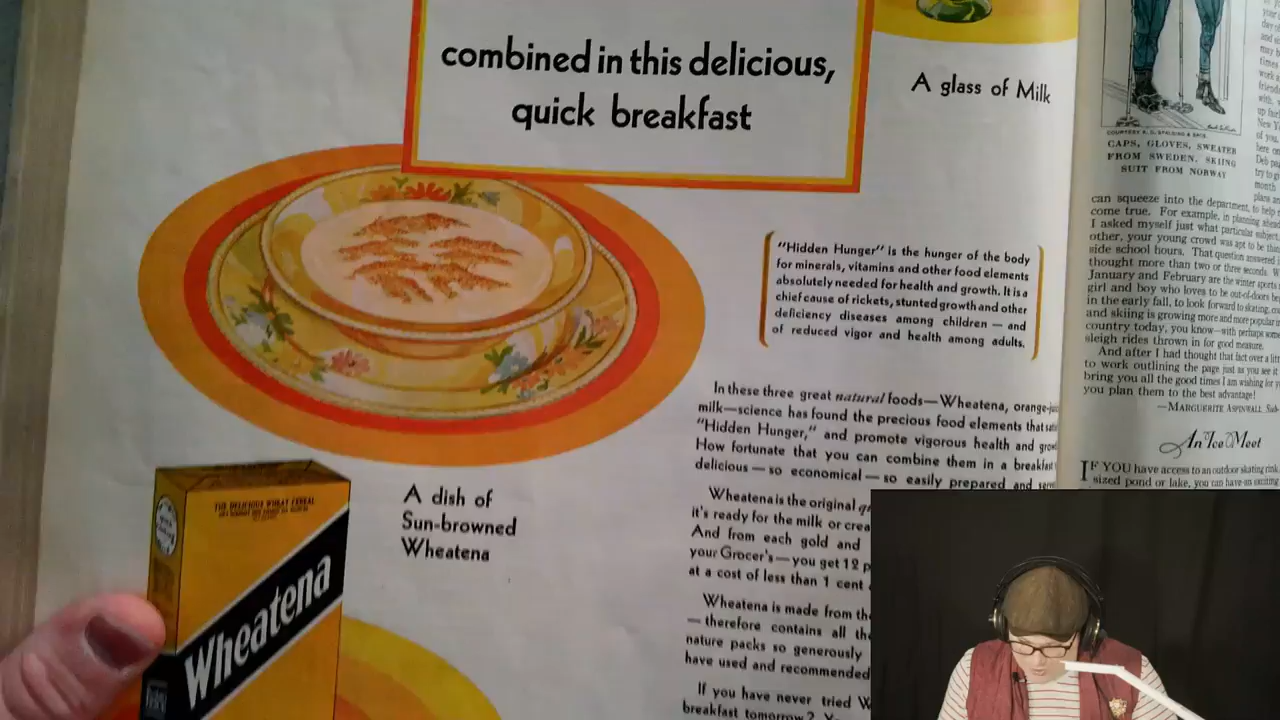 combined in this delicious,
quick breakfast
A glass of Milk
"Hidden Hunger" is the hunger of the body
for minerals, vitamins and other food elements
absolutely needed for health and growth. It is a
chief cause of rickets, stunted growth and other
deficiency diseases among children — and
of reduced vigor and health among adults.
In these three great natural foods—Wheatena, orange-
milk—science has found the precious food elements that
"Hidden Hunger," and promote vigorous health and
How fortunate that you can combine them in a breakfast
delicious — so economical — so easily prepared and
Wheatena is the original
it's ready for the milk or
And from each gold and
your Grocer's—you get 12
at a cost of less than 1 cent
Wheatena is made from the
— therefore contains all
nature packs so generously
have used and recommended
If you have never tried
breakfast tomorrow?
A dish of
Sun-browned
Wheatena
THE DELICIOUS WHEAT CEREAL
Wheatena
COURTESY A. G. SPALDING & BROS.
CAPS, GLOVES, SWEATER
FROM SWEDEN, SKIING
SUIT FROM NORWAY
can squeeze into the department, to help
come true. For example, in planning ahead
I asked myself just what particular subject
other, your young crowd was apt to be
side school hours. That question answered
thought more than two or three seconds.
January and February are the winter sports
girl and boy who loves to be out-of-doors
in the early fall, to look forward to skating,
and skiing is growing more and more popular
country today, you know—with perhaps some
sleigh rides thrown in for good measure.
And after I had thought that fact over a
to work outlining the page just as you see it
bring you all the good times I am wishing for
you plan them to the best advantage!
—MARGUERITE ASPINWALL
An Ice Meet
IF YOU have access to an outdoor skating rink,
sized pond or lake, you can have an exciting